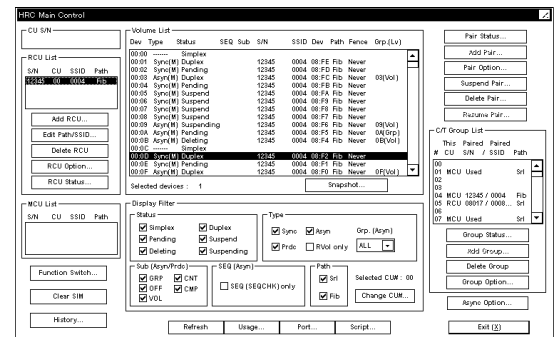 HRC Main Control
CU S/N
RCU List
S/N CU SSID Path
12345 00 0004 Fib
Add RCU...
Edit Path/SSID...
Delete RCU
RCU Option...
RCU Status...
MCU List
S/N CU SSID Path
Function Switch...
Clear SIM
History...
Volume List
Dev Type Status SEQ Sub S/N SSID Dev Path Fence Grp.(Lv)
00:00 ------- Simplex
00:01 Sync(M) Duplex 12345 0004 08:FE Fib Never
00:02 Sync(M) Pending 12345 0004 08:FD Fib Never
00:03 Asyn(M) Duplex 12345 0004 08:FC Fib Never 03(Vol)
00:04 Sync(M) Pending 12345 0004 08:FB Fib Never
00:05 Sync(M) Suspend 12345 0004 08:FA Fib Never
00:06 Sync(M) Suspend 12345 0004 08:F9 Fib Never
00:07 Sync(M) Suspend 12345 0004 08:F8 Fib Never
00:08 Sync(M) Suspend 12345 0004 08:F7 Fib Never
00:09 Asyn(M) Suspending 12345 0004 08:F6 Fib Never 09(Vol)
00:0A Asyn(M) Pending 12345 0004 08:F5 Fib Never 0A(Grp)
00:0B Asyn(M) Deleting 12345 0004 08:F4 Fib Never 0B(Vol)
00:0C ------- Simplex
00:0D Sync(M) Duplex 12345 0004 08:F2 Fib Never
00:0E Sync(M) Pending 12345 0004 08:F1 Fib Never
00:0F Asyn(M) Duplex 12345 0004 08:F0 Fib Never 0F(Vol)
Selected devices : 1
Snapshot...
Display Filter
Status
Simplex Duplex
Pending Suspend
Deleting Suspending
Type
Sync Asyn
Prdc RVol only
Grp. (Asyn)
ALL
Sub (Asyn/Prdc)
GRP CNT
OFF CMP
VOL
SEQ (Asyn)
SEQ (SEQCHK) only
Path
Srl
Fib
Selected CU# : 00
Change CU#...
Refresh
Usage...
Port...
Script...
Pair Status...
Add Pair...
Pair Option...
Suspend Pair...
Delete Pair...
Resume Pair...
C/T Group List
This Paired Paired
# CU S/N / SSID Path
00
01 MCU Used Srl
02
03
04 MCU 12345 / 0004 Fib
05 RCU 08017 / 0008... Srl
06
07 MCU Used Srl
Group Status...
Add Group...
Delete Group
Group Option...
Async Option...
Exit (X)